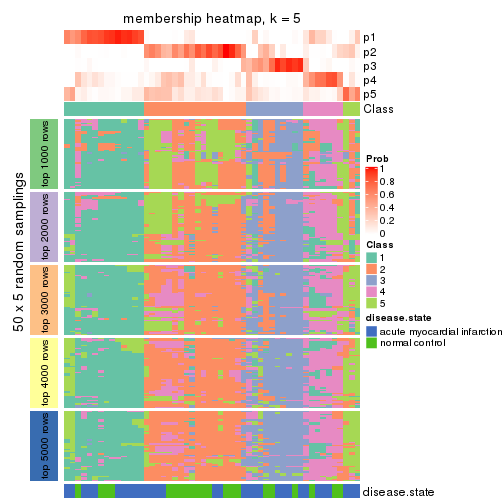 membership heatmap, k = 5
p1
p2
p3
p4
p5
Class
50 x 5 random samplings
top 1000 rows
top 2000 rows
top 3000 rows
top 4000 rows
top 5000 rows
disease.state
Prob
1
0.8
0.6
0.4
0.2
0
Class
1
2
3
4
5
disease.state
acute myocardial infarction
normal control